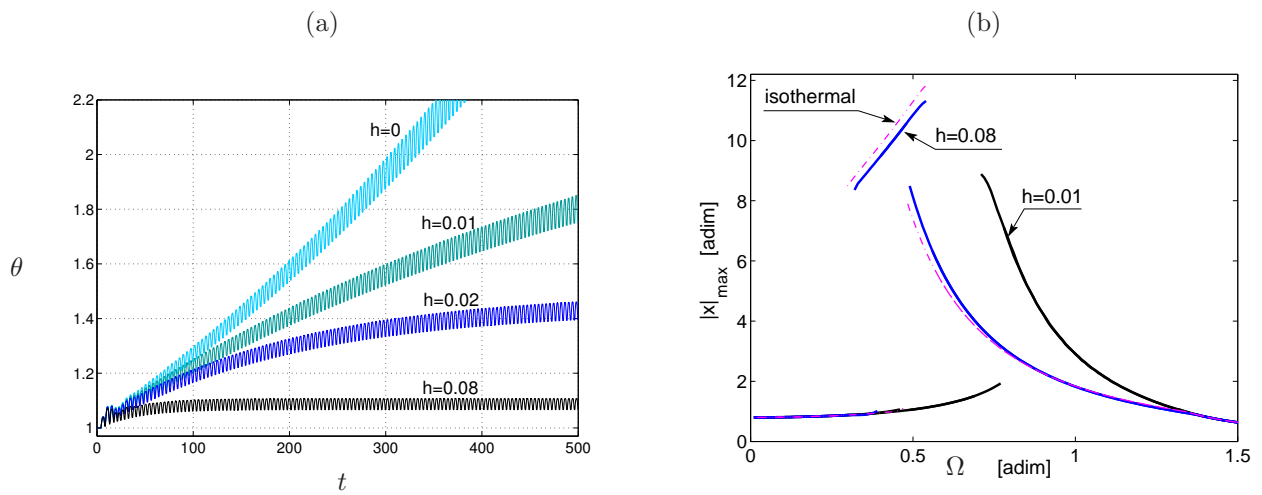 (a)
2.2
2
1.8
1.6
1.4
1.2
1
θ
h=0
h=0.01
h=0.02
h=0.08
0 100 200 300 400 500
t
(b)
12
10
8
6
4
2
0
|x|max [adim]
isothermal
h=0.08
h=0.01
0 0.5 1 1.5
Ω [adim]